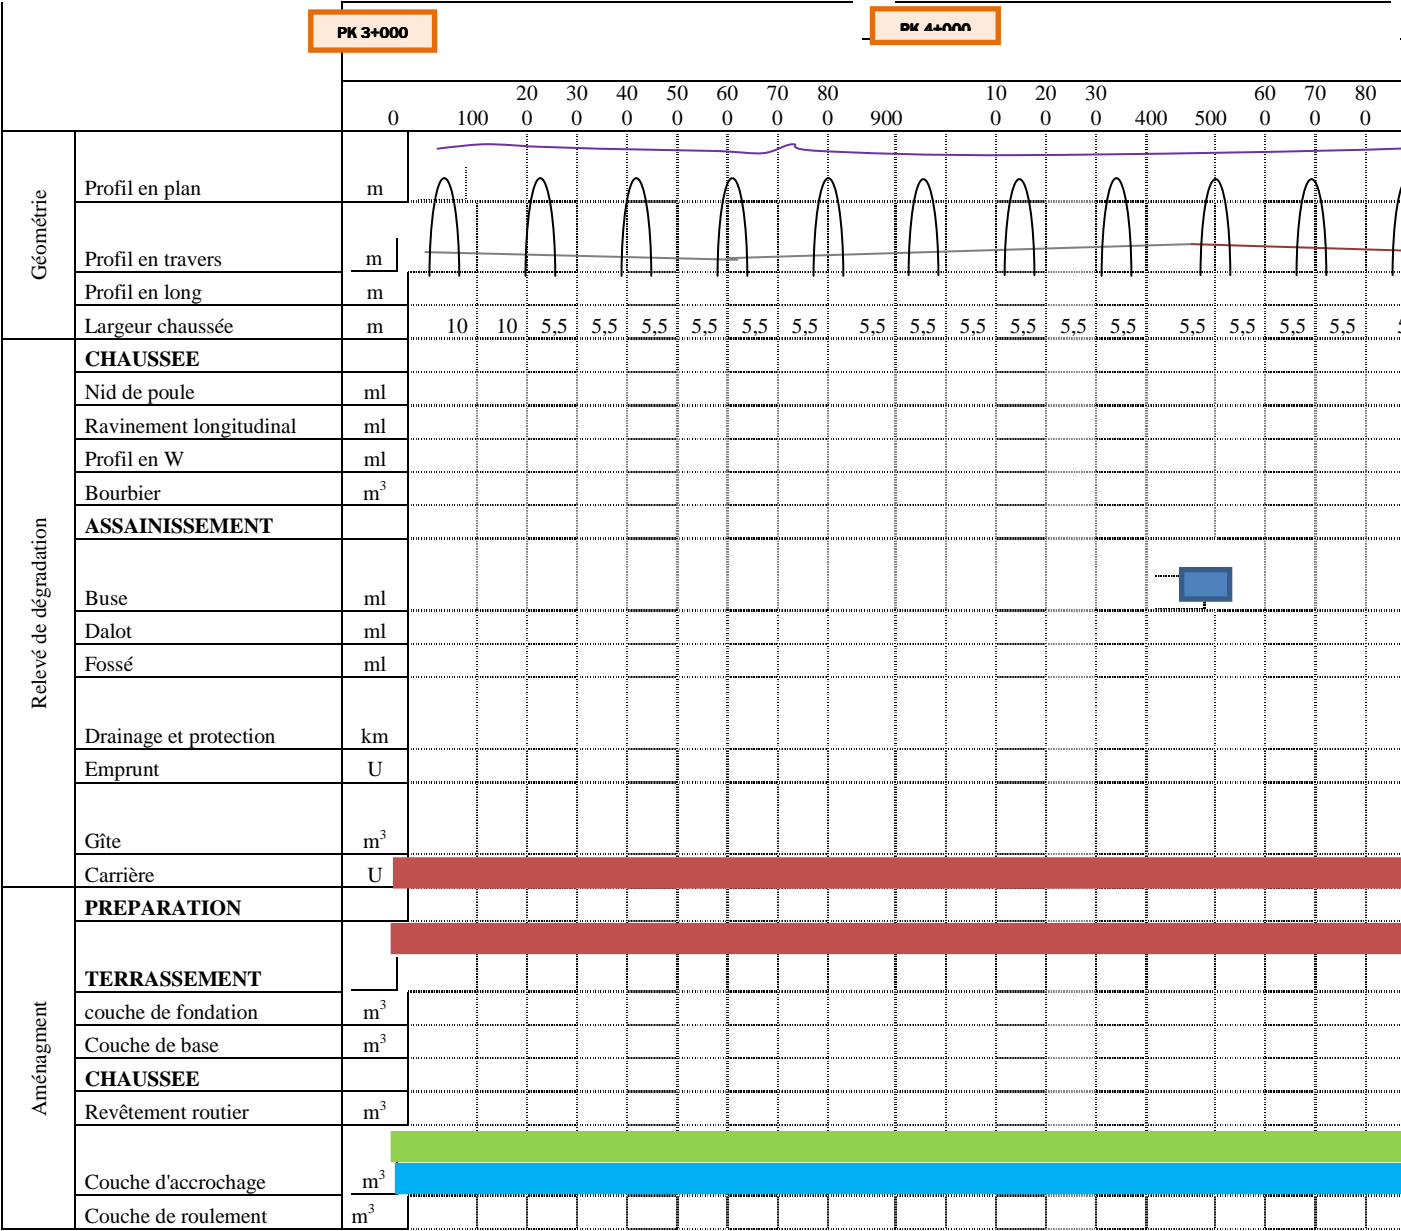 PK 3+000
PK 4+000
20 30 40 50 60 70 80 10 20 30 60 70 80
0 100 0 0 0 0 0 0 0 900 0 0 0 400 500 0 0 0
Géométrie
Profil en plan m
Profil en travers m
Profil en long m
Largeur chaussée m 10 10 5,5 5,5 5,5 5,5 5,5 5,5 5,5 5,5 5,5 5,5 5,5 5,5 5,5 5,5 5,5 5,5
Relevé de dégradation
CHAUSSEE
Nid de poule ml
Ravinement longitudinal ml
Profil en W ml
Bourbier m³
ASSAINISSEMENT
Buse ml
Dalot ml
Fossé ml
Drainage et protection km
Emprunt U
Gîte m³
Carrière U
Aménagment
PREPARATION
TERRASSEMENT
couche de fondation m³
Couche de base m³
CHAUSSEE
Revêtement routier m³
Couche d'accrochage m³
Couche de roulement m³